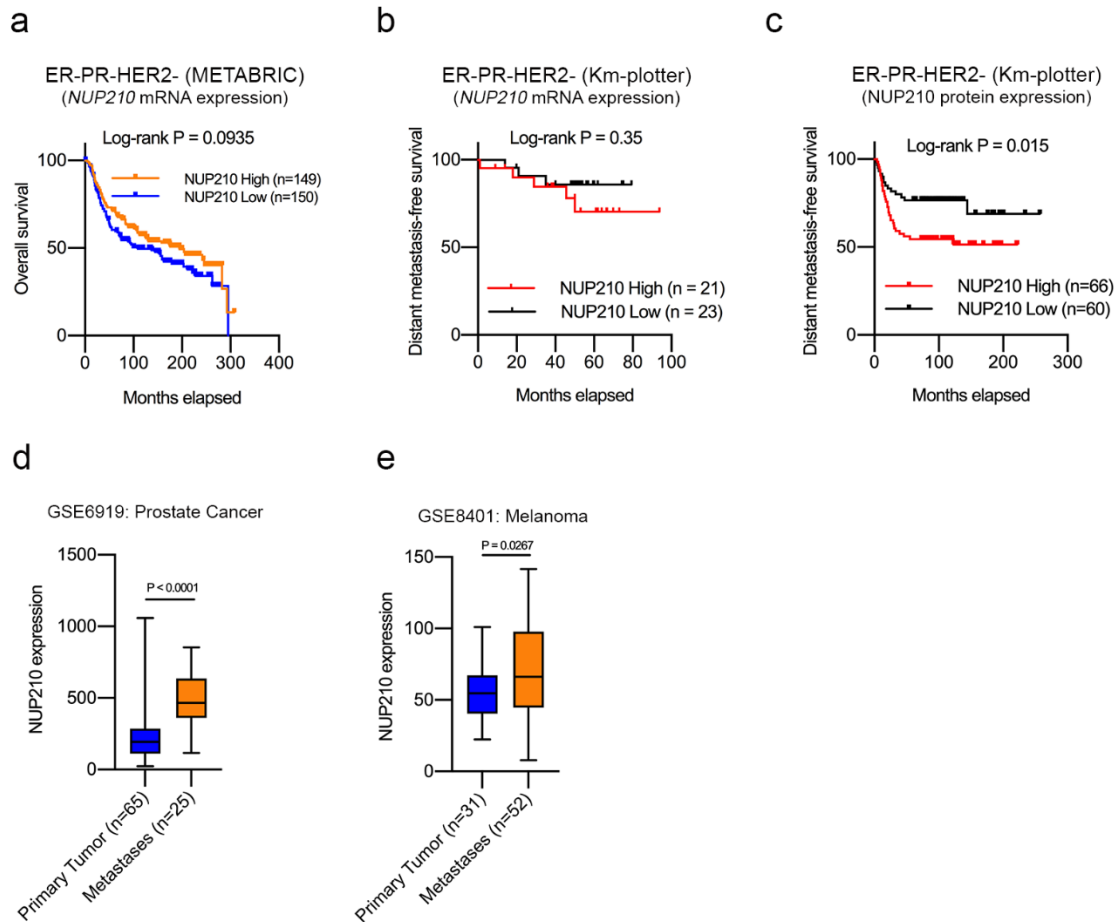 a
ER-PR-HER2- (METABRIC)
(NUP210 mRNA expression)
Log-rank P = 0.0935
NUP210 High (n=149)
NUP210 Low (n=150)
Overall survival
100
50
0
0 100 200 300 400
Months elapsed
b
ER-PR-HER2- (Km-plotter)
(NUP210 mRNA expression)
Log-rank P = 0.35
NUP210 High (n = 21)
NUP210 Low (n = 23)
Distant metastasis-free survival
100
50
0
0 20 40 60 80 100
Months elapsed
c
ER-PR-HER2- (Km-plotter)
(NUP210 protein expression)
Log-rank P = 0.015
NUP210 High (n=66)
NUP210 Low (n=60)
Distant metastasis-free survival
100
50
0
0 100 200 300
Months elapsed
d
GSE6919: Prostate Cancer
P < 0.0001
NUP210 expression
1500
1000
500
0
Primary Tumor (n=65)
Metastases (n=25)
e
GSE8401: Melanoma
P = 0.0267
NUP210 expression
150
100
50
0
Primary Tumor (n=31)
Metastases (n=52)